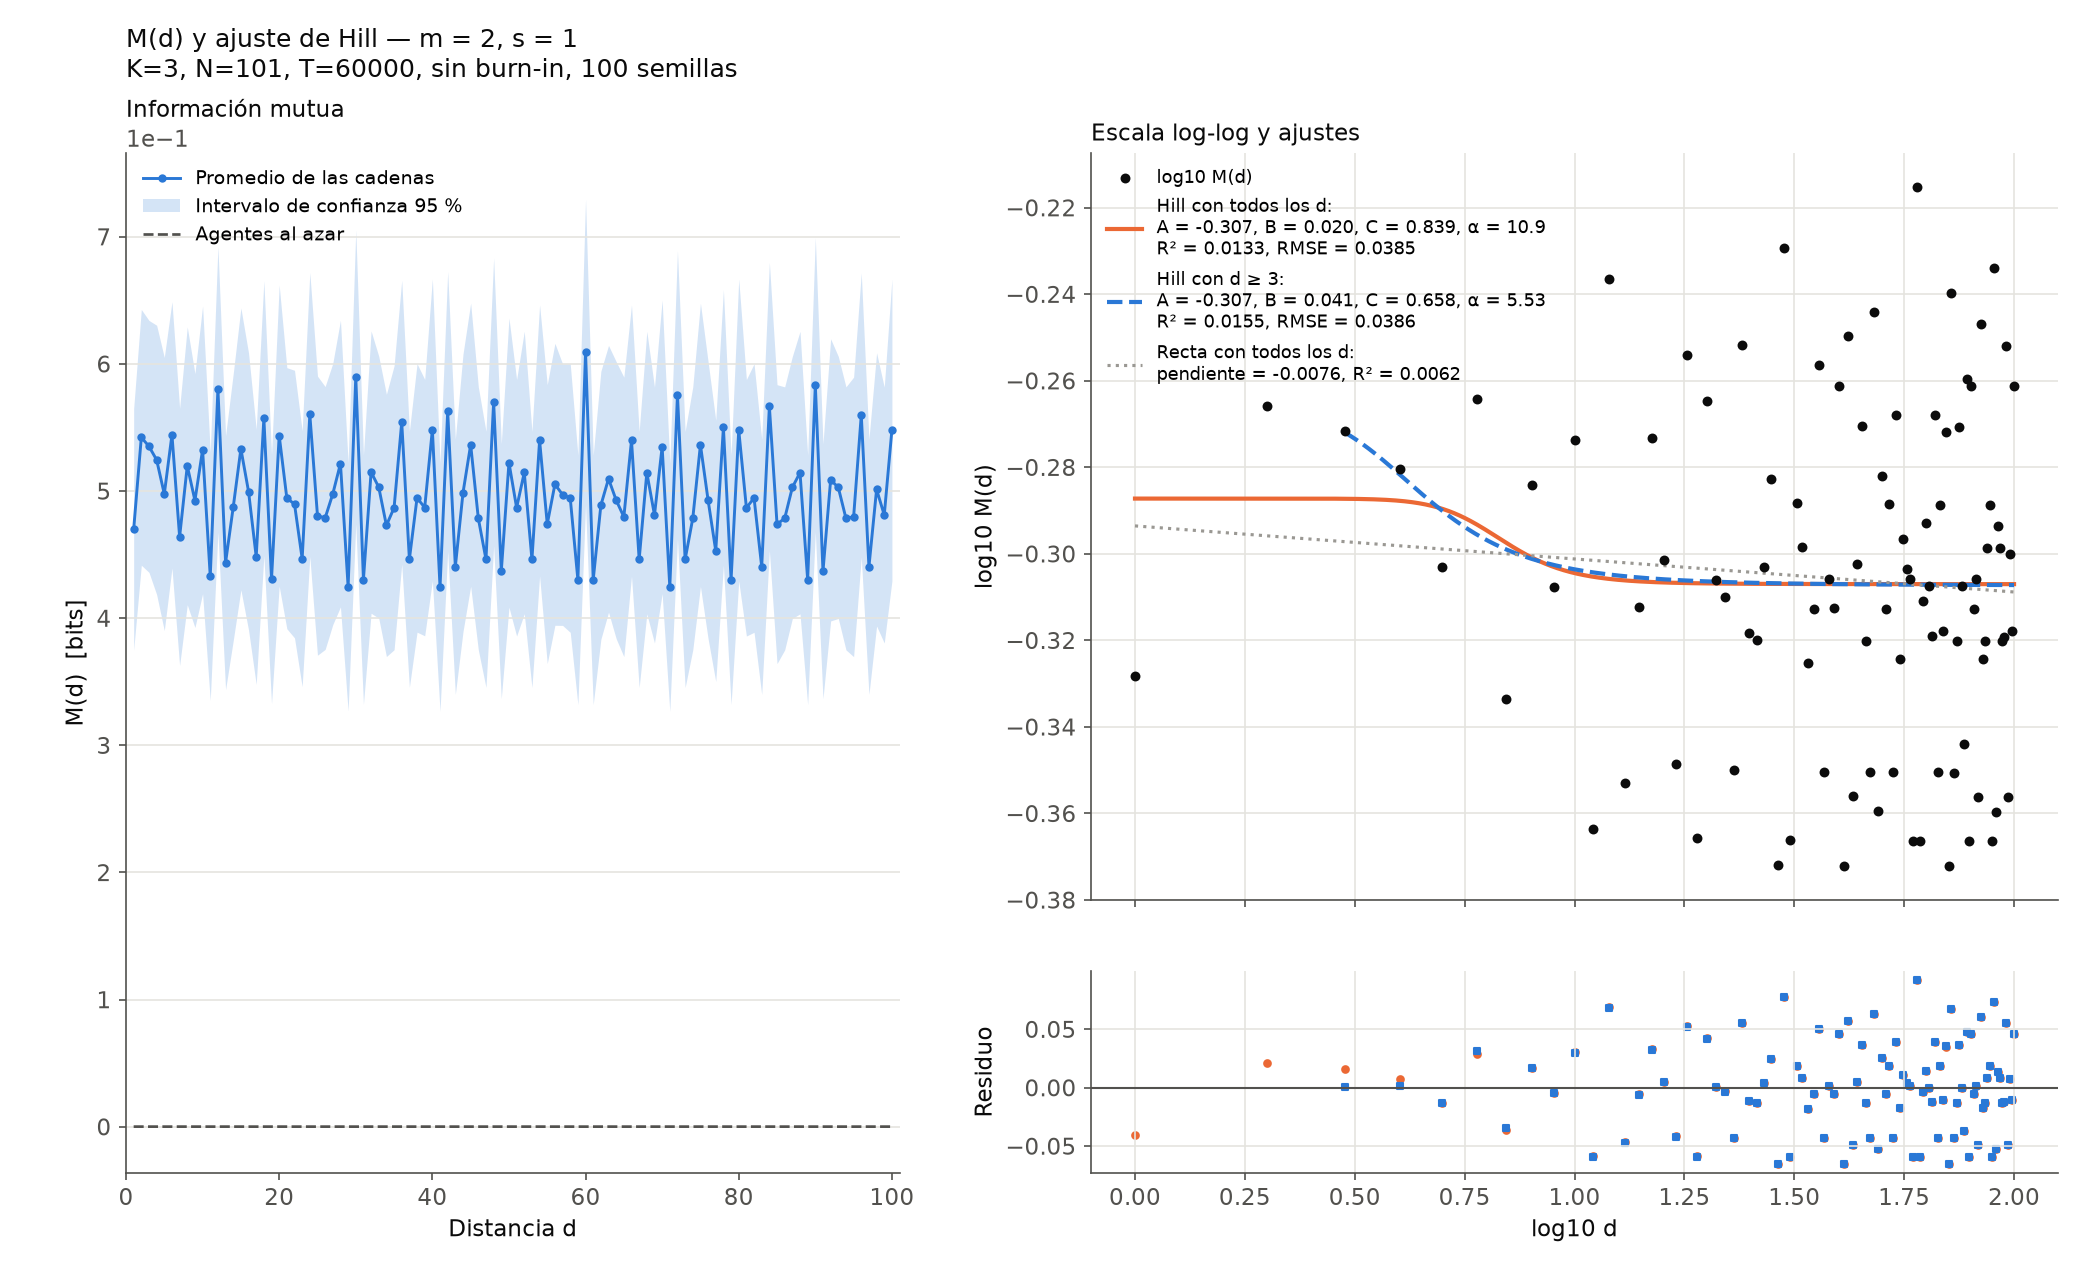 M(d) y ajuste de Hill — m = 2, s = 1
K=3, N=101, T=60000, sin burn-in, 100 semillas
Información mutua
1e−1
Promedio de las cadenas
Intervalo de confianza 95 %
Agentes al azar
7
6
5
4
3
2
1
0
M(d) [bits]
0
20
40
60
80
100
Distancia d
Escala log-log y ajustes
log10 M(d)
Hill con todos los d:
A = -0.307, B = 0.020, C = 0.839, α = 10.9
R² = 0.0133, RMSE = 0.0385
Hill con d ≥ 3:
A = -0.307, B = 0.041, C = 0.658, α = 5.53
R² = 0.0155, RMSE = 0.0386
Recta con todos los d:
pendiente = -0.0076, R² = 0.0062
−0.22
−0.24
−0.26
−0.28
−0.30
−0.32
−0.34
−0.36
−0.38
log10 M(d)
0.05
0.00
−0.05
Residuo
0.00
0.25
0.50
0.75
1.00
1.25
1.50
1.75
2.00
log10 d